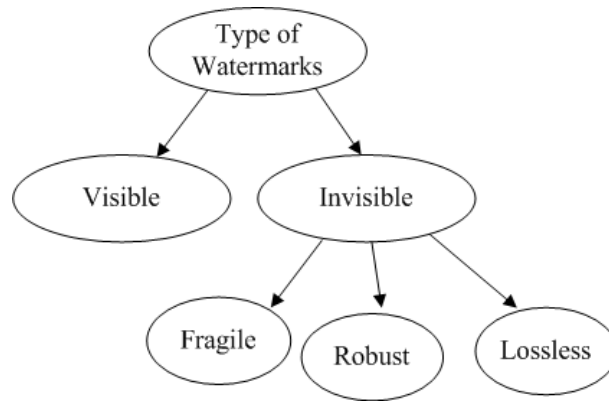 Type of
Watermarks
Visible
Invisible
Fragile
Robust
Lossless